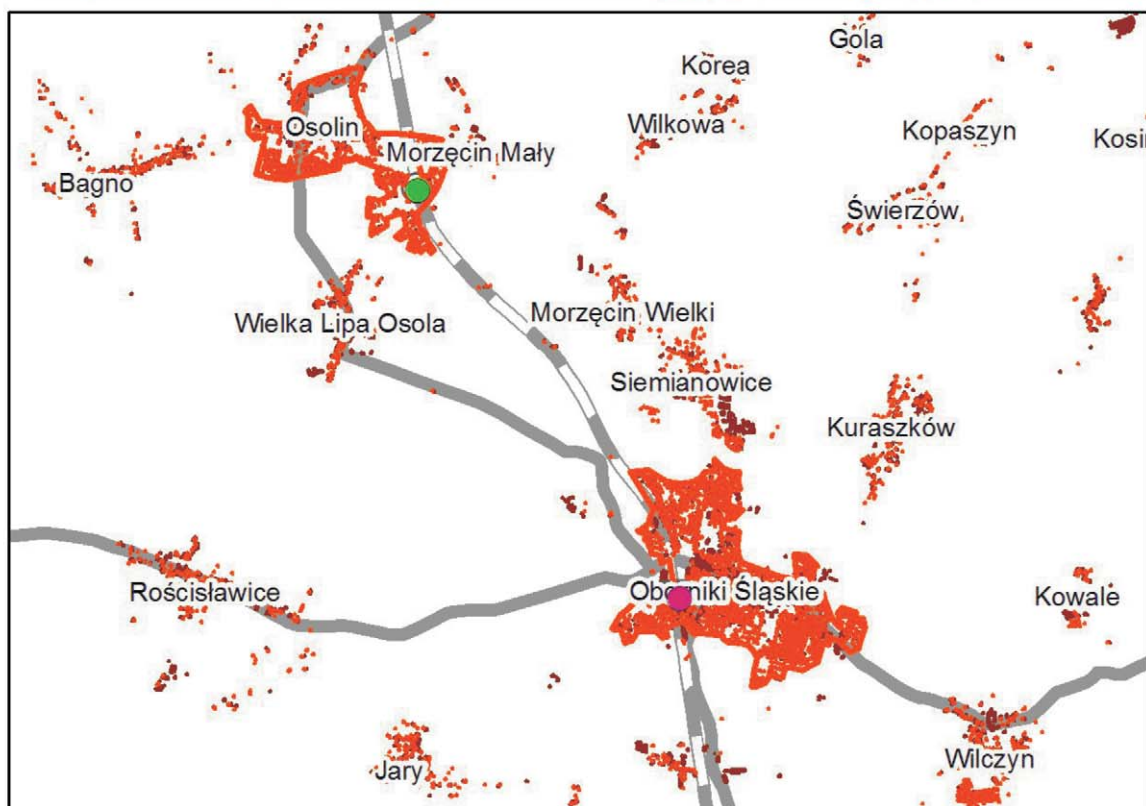 Gola
Korea
Osolin
Wilkowa
Kopaszyn
Morzęcin Mały
Bagno
Świerzów
Morzęcin Wielki
Wielka Lipa Osola
Siemianowice
Kuraszków
Rościsławice
Oborniki Śląskie
Kowale
Wilczyn
Jary